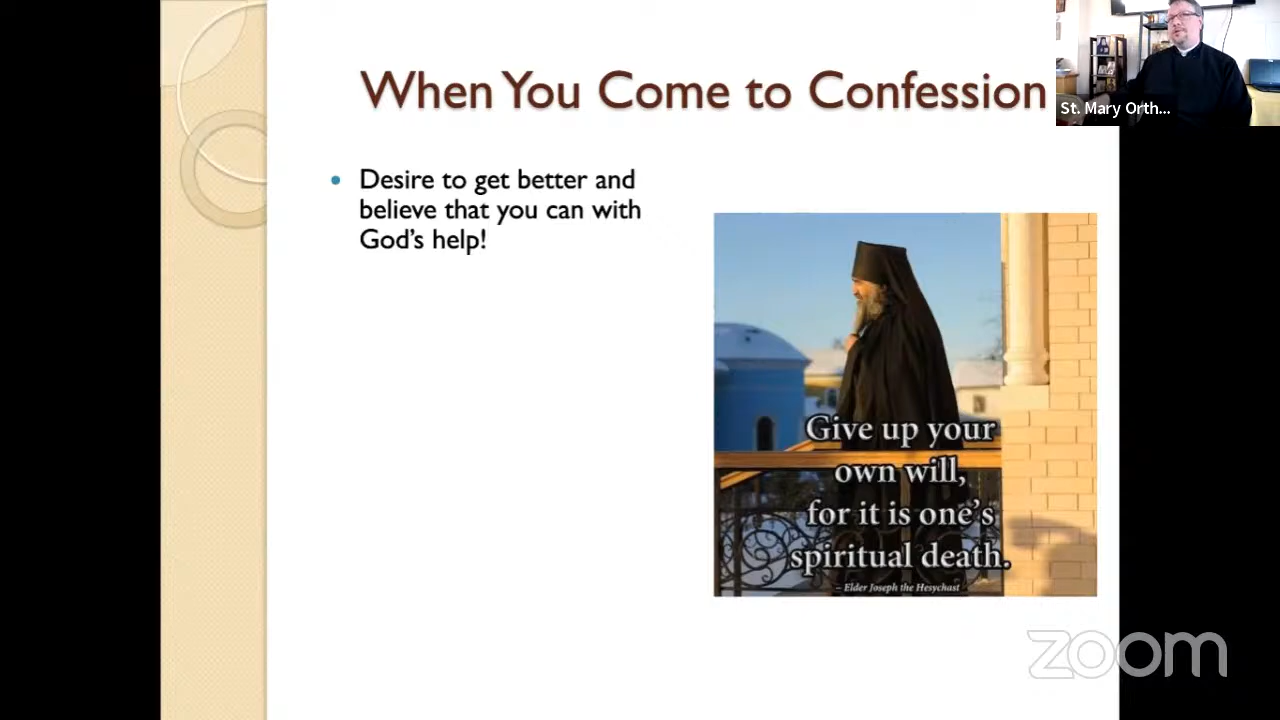 When You Come to Confession
St. Mary Orth...
Desire to get better and
believe that you can with
God's help!
Give up your
own will,
for it is one's
spiritual death.
– Elder Joseph the Hesychast
zoom